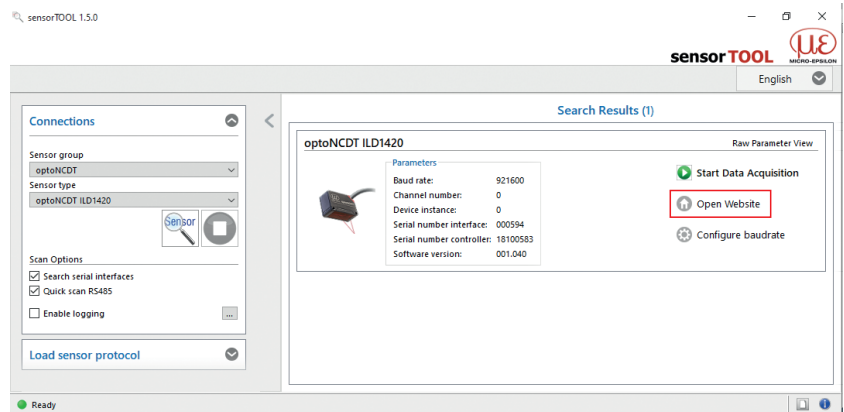 sensorTOOL 1.5.0
sensorTOOL
με
MICRO-EPSILON
English
Connections
Sensor group
optoNCDT
Sensor type
optoNCDT ILD1420
Sensor
Scan Options
Search serial interfaces
Quick scan RS485
Enable logging
...
Load sensor protocol
Search Results (1)
optoNCDT ILD1420
Raw Parameter View
Parameters
Baud rate: 921600
Channel number: 0
Device instance: 0
Serial number interface: 000594
Serial number controller: 18100583
Software version: 001.040
Start Data Acquisition
Open Website
Configure baudrate
Ready